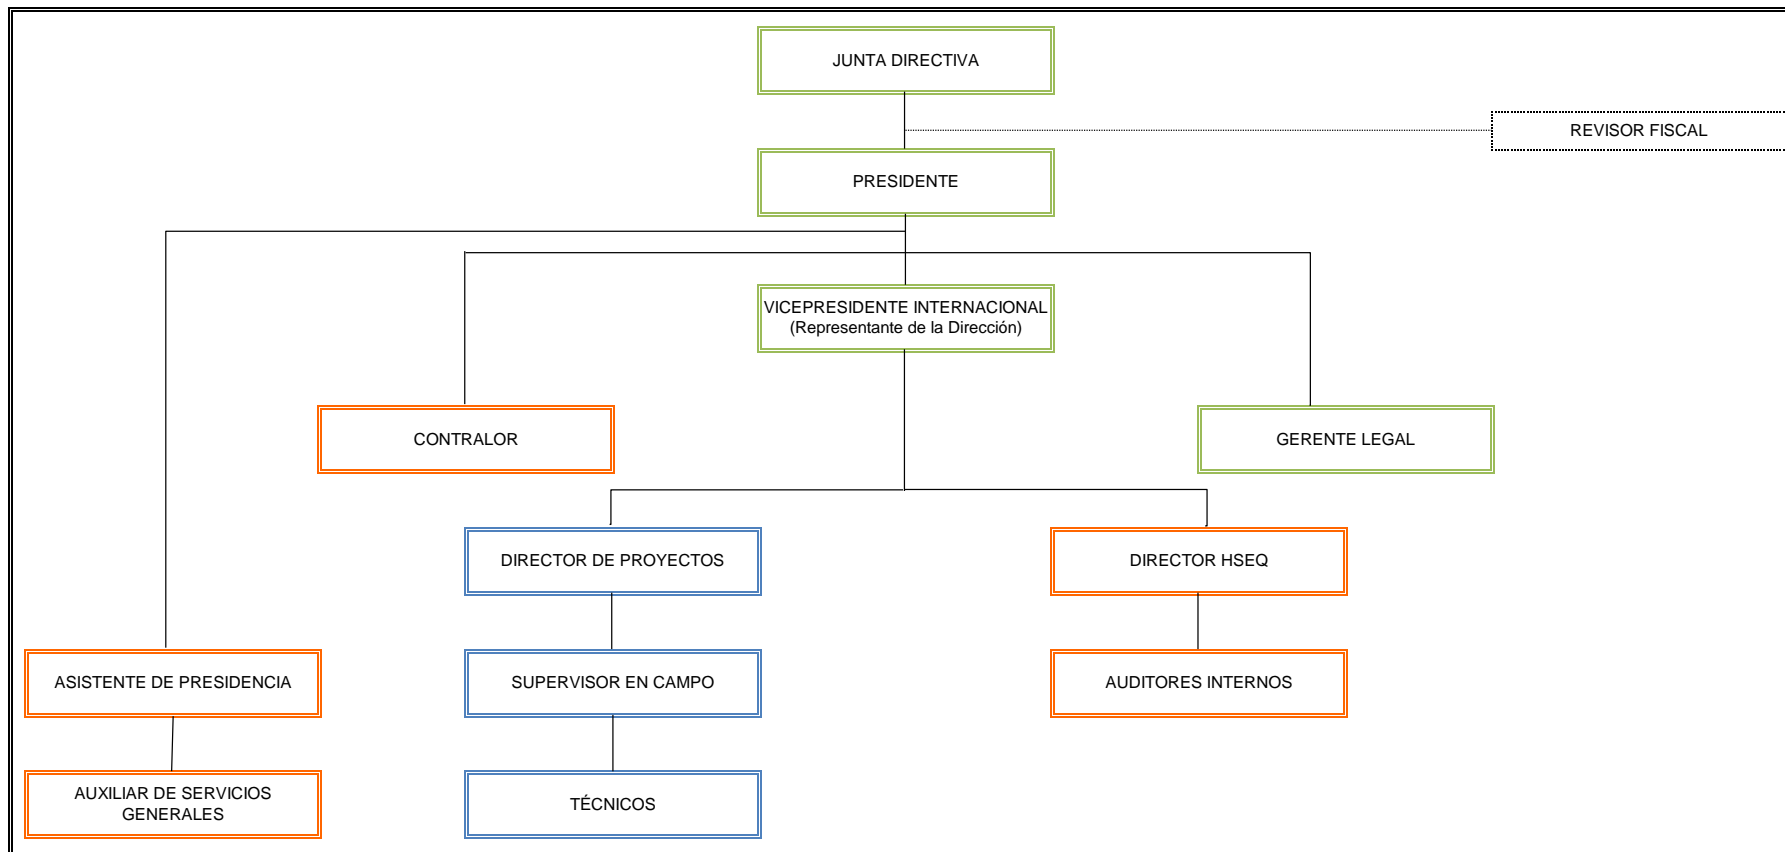 JUNTA DIRECTIVA
REVISOR FISCAL
PRESIDENTE
VICEPRESIDENTE INTERNACIONAL
(Representante de la Dirección)
CONTRALOR
GERENTE LEGAL
DIRECTOR DE PROYECTOS
DIRECTOR HSEQ
ASISTENTE DE PRESIDENCIA
SUPERVISOR EN CAMPO
AUDITORES INTERNOS
AUXILIAR DE SERVICIOS
GENERALES
TÉCNICOS